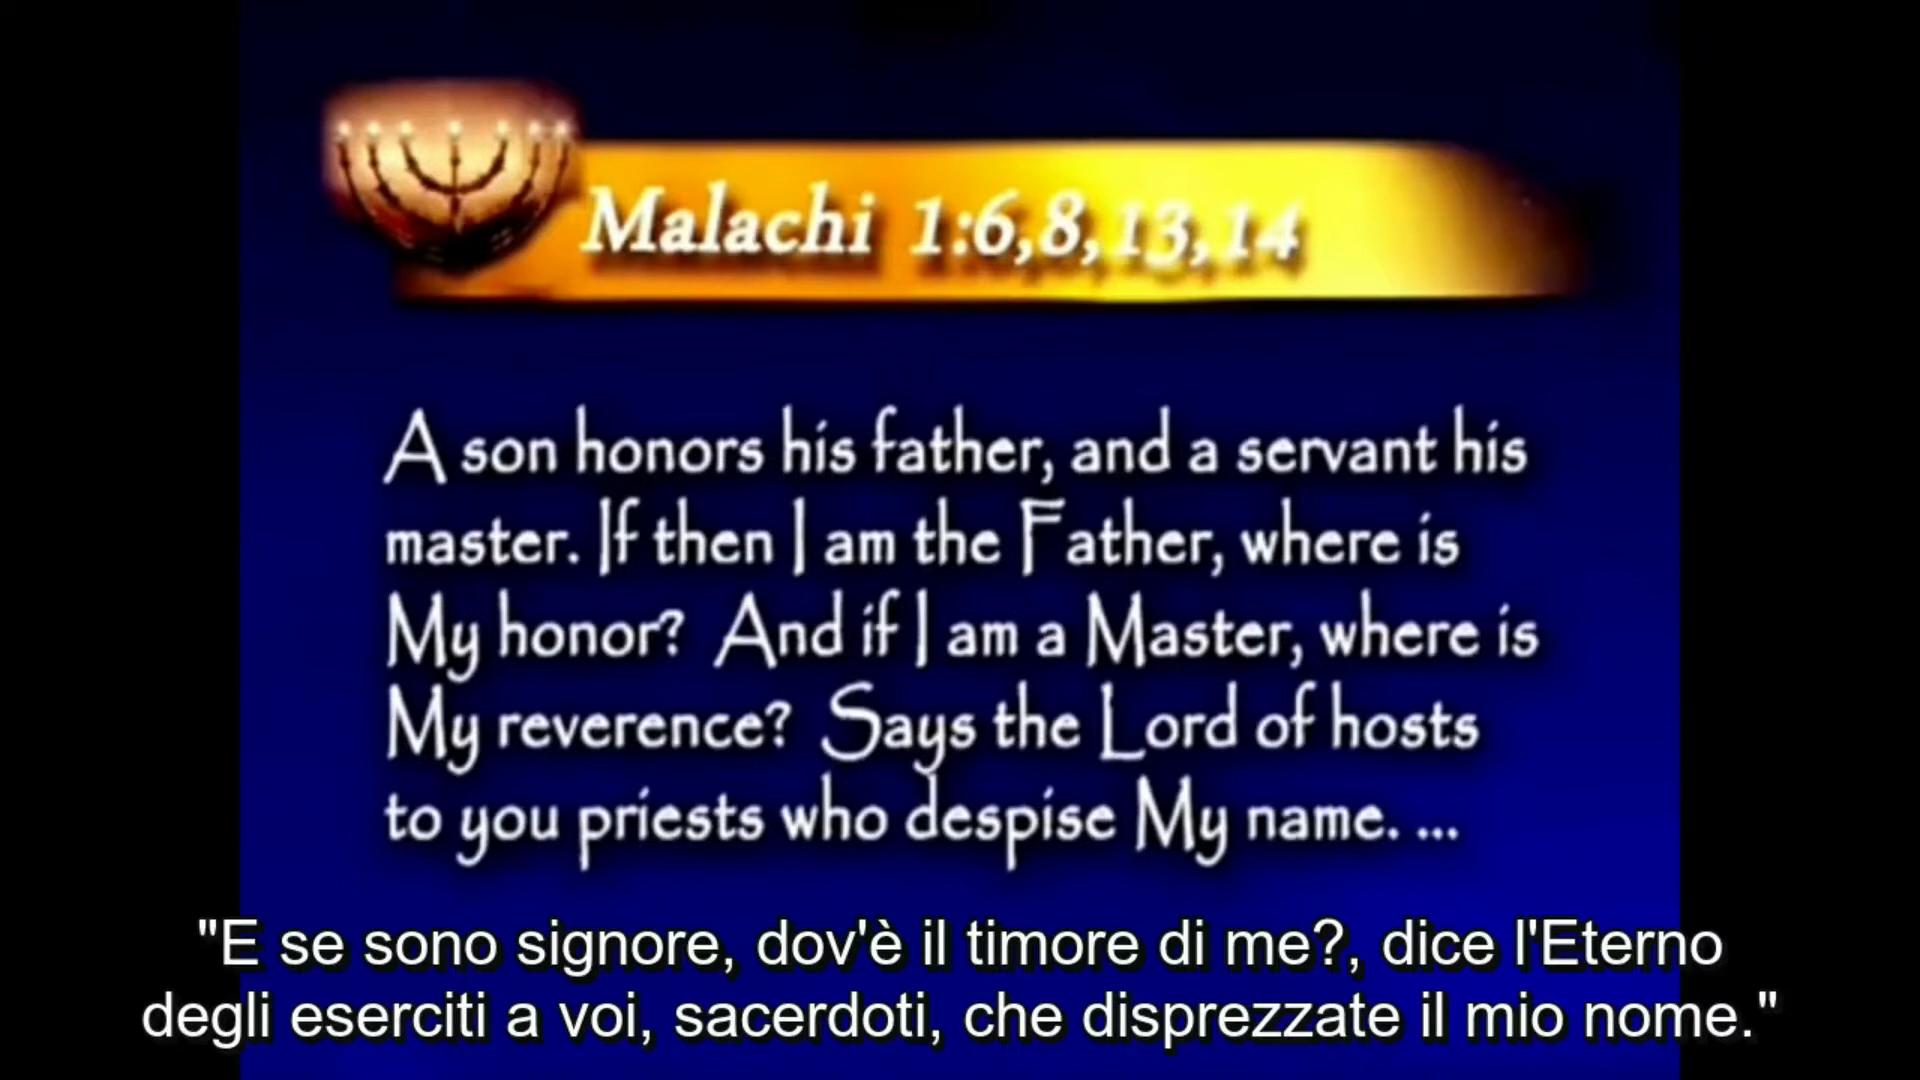 Malachi 1:6,8,13,14
A son honors his father, and a servant his
master. If then I am the Father, where is
My honor? And if I am a Master, where is
My reverence? Says the Lord of hosts
to you priests who despise My name. ...
"E se sono signore, dov'è il timore di me?, dice l'Eterno
degli eserciti a voi, sacerdoti, che disprezzate il mio nome."